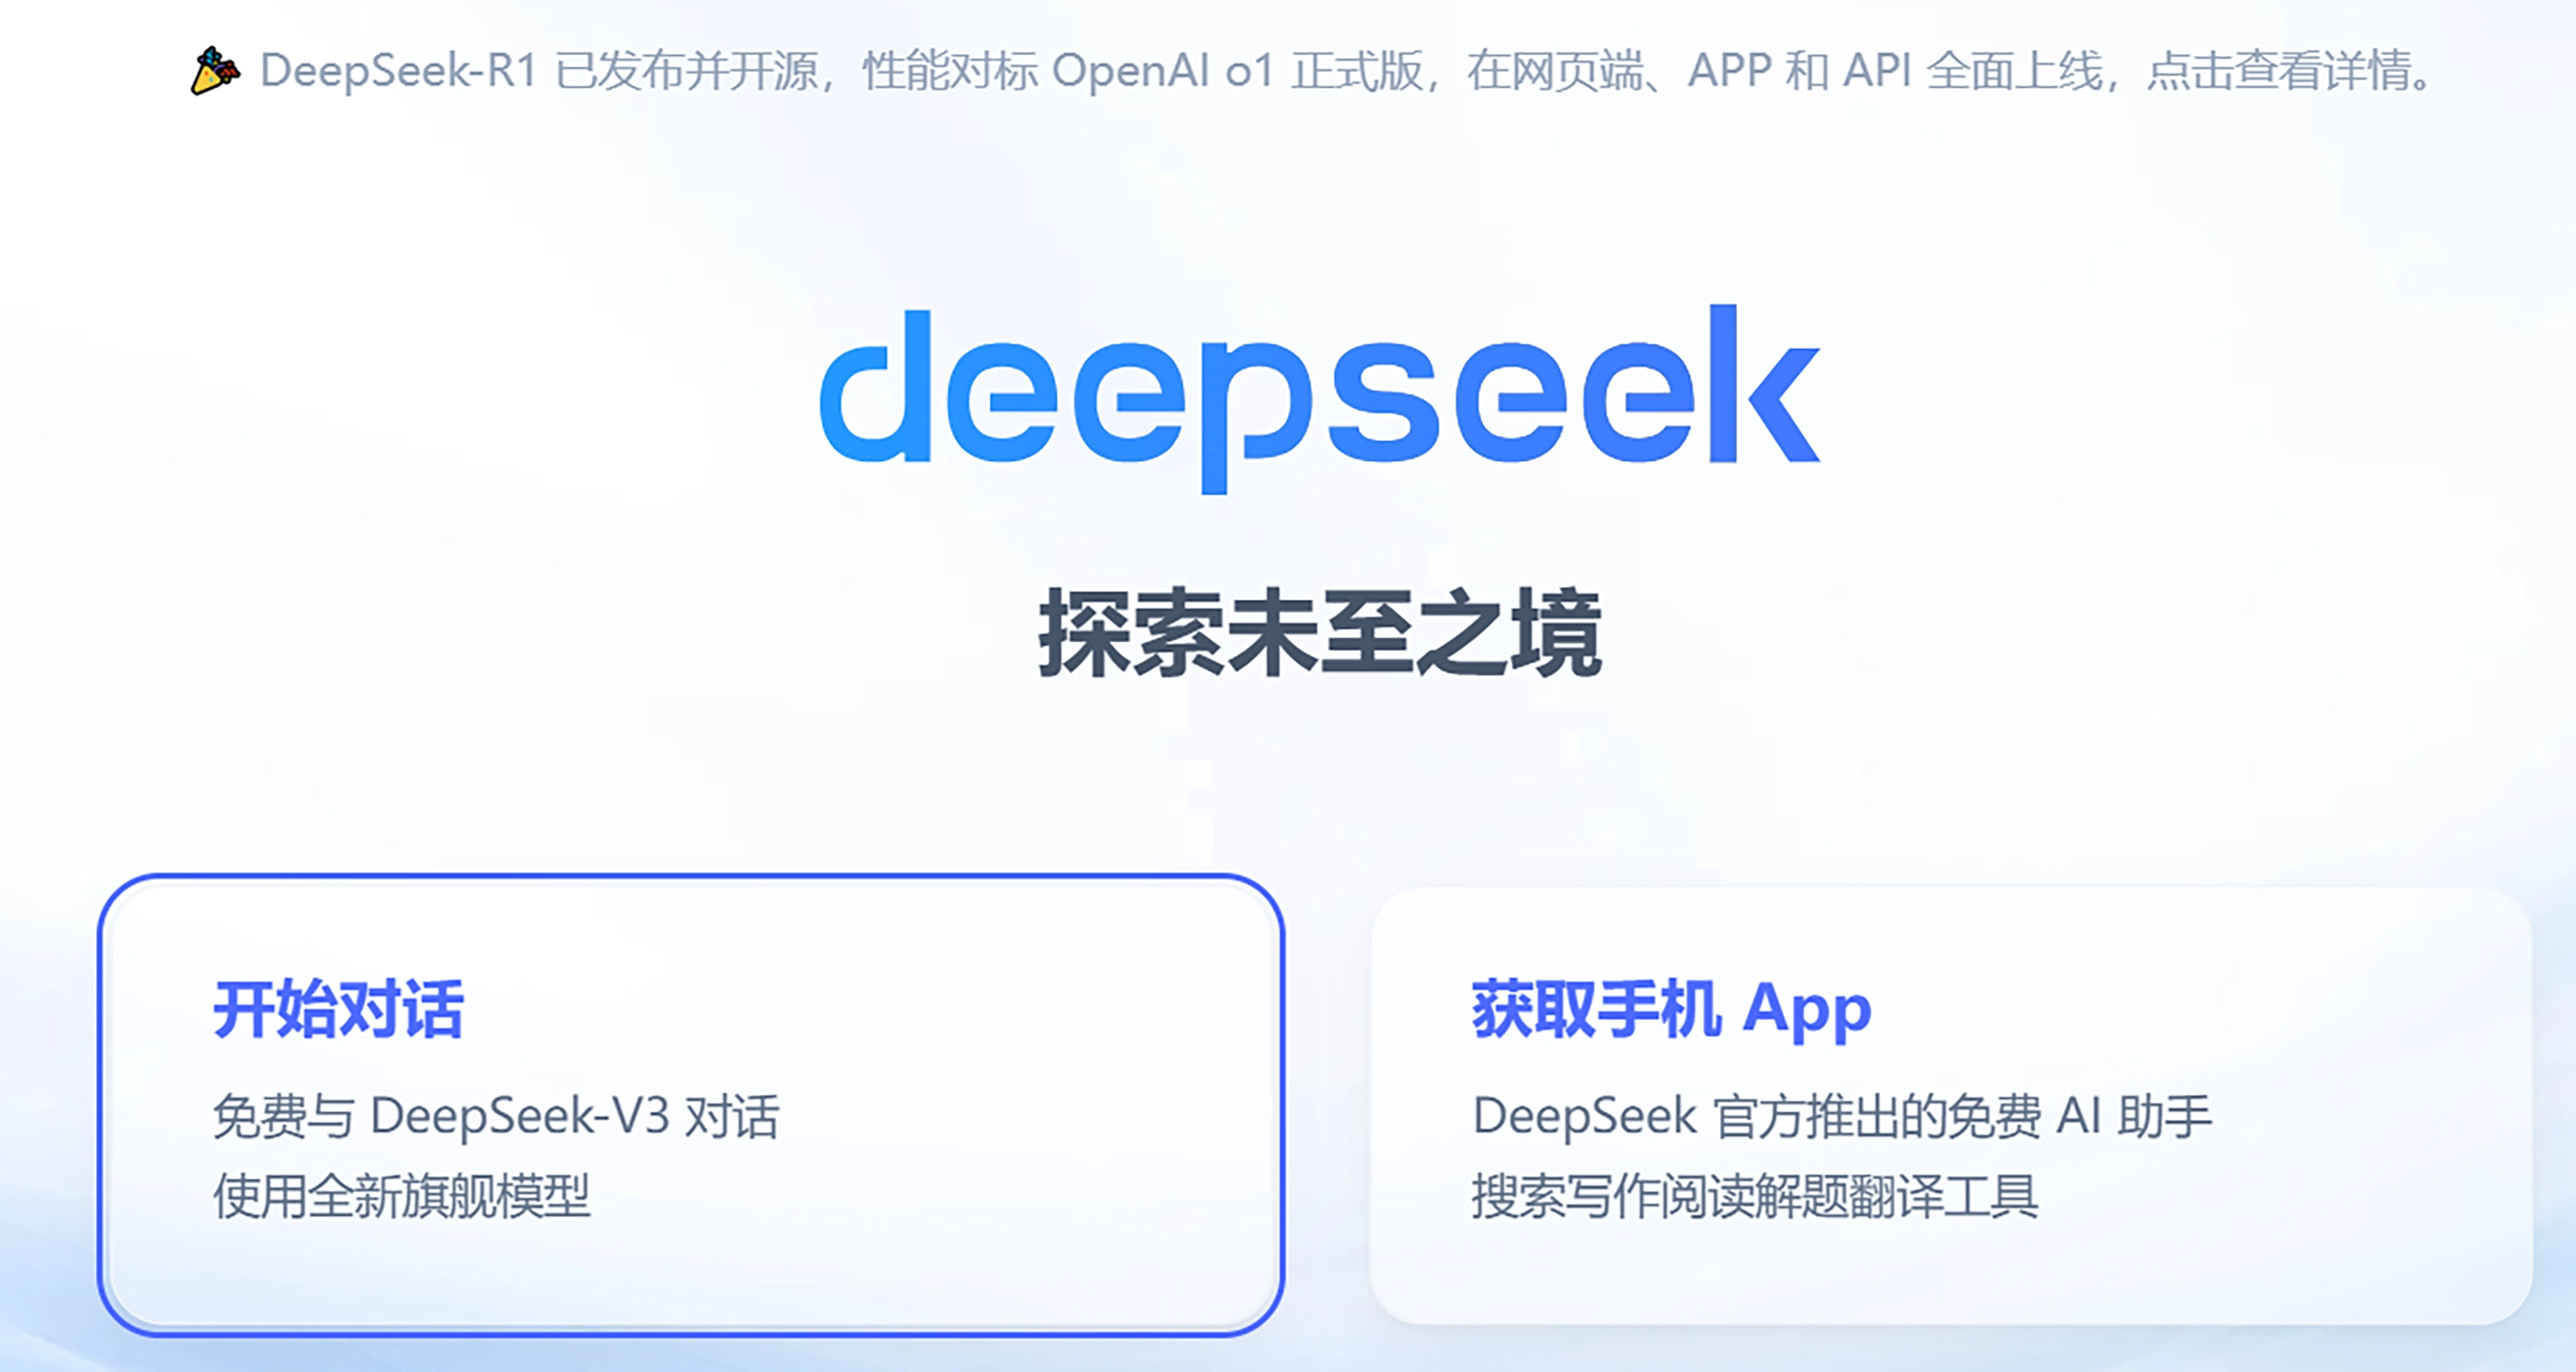 🎉 DeepSeek-R1 已发布并开源，性能对标 OpenAI o1 正式版，在网页端、APP 和 API 全面上线，点击查看详情。
deepseek
探索未至之境
开始对话
免费与 DeepSeek-V3 对话
使用全新旗舰模型
获取手机 App
DeepSeek 官方推出的免费 AI 助手
搜索写作阅读解题翻译工具